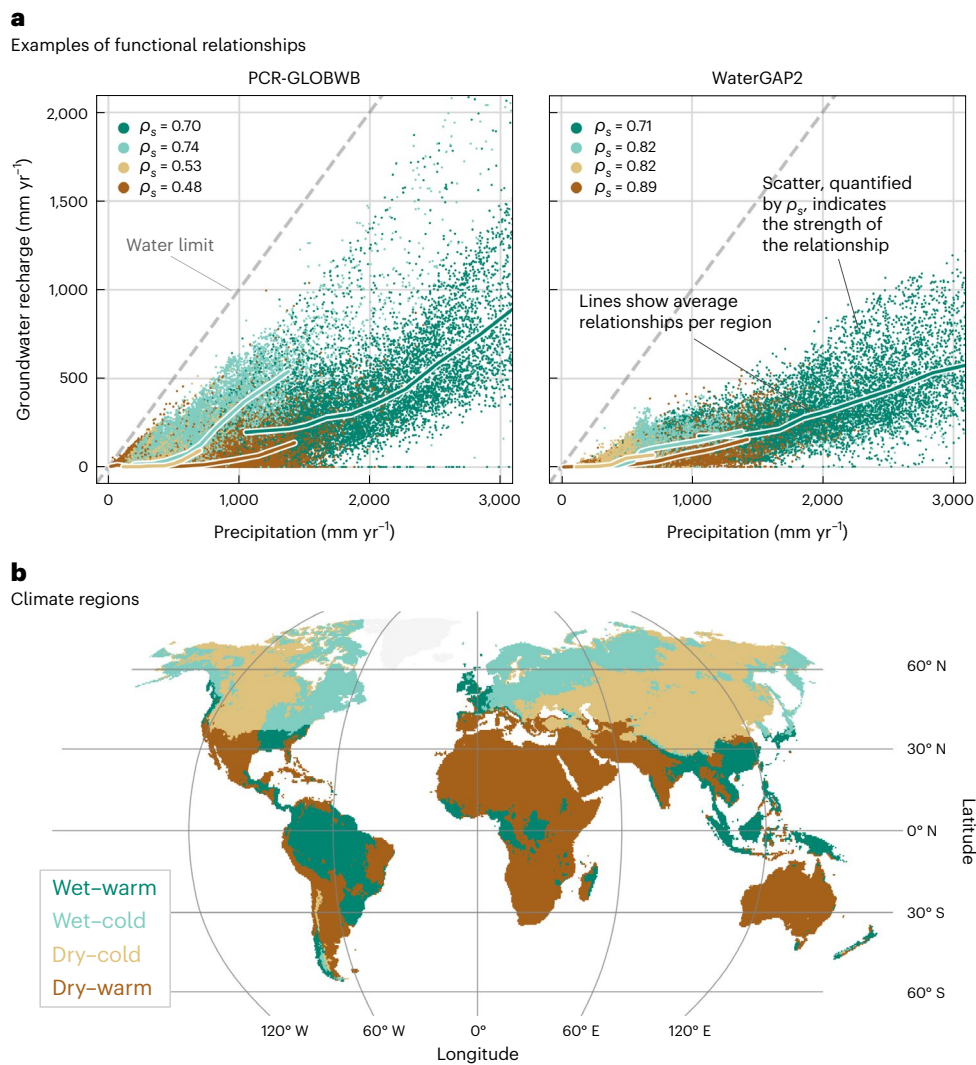 a
Examples of functional relationships
PCR-GLOBWB
WaterGAP2
Groundwater recharge (mm yr⁻¹)
2,000
1,500
1,000
500
0
ρs = 0.70
ρs = 0.74
ρs = 0.53
ρs = 0.48
Water limit
0
1,000
2,000
3,000
Precipitation (mm yr⁻¹)
ρs = 0.71
ρs = 0.82
ρs = 0.82
ρs = 0.89
Scatter, quantified
by ρs, indicates
the strength of
the relationship
Lines show average
relationships per region
0
1,000
2,000
3,000
Precipitation (mm yr⁻¹)
b
Climate regions
60° N
30° N
0° N
30° S
60° S
Latitude
Wet–warm
Wet–cold
Dry–cold
Dry–warm
120° W
60° W
0°
60° E
120° E
Longitude